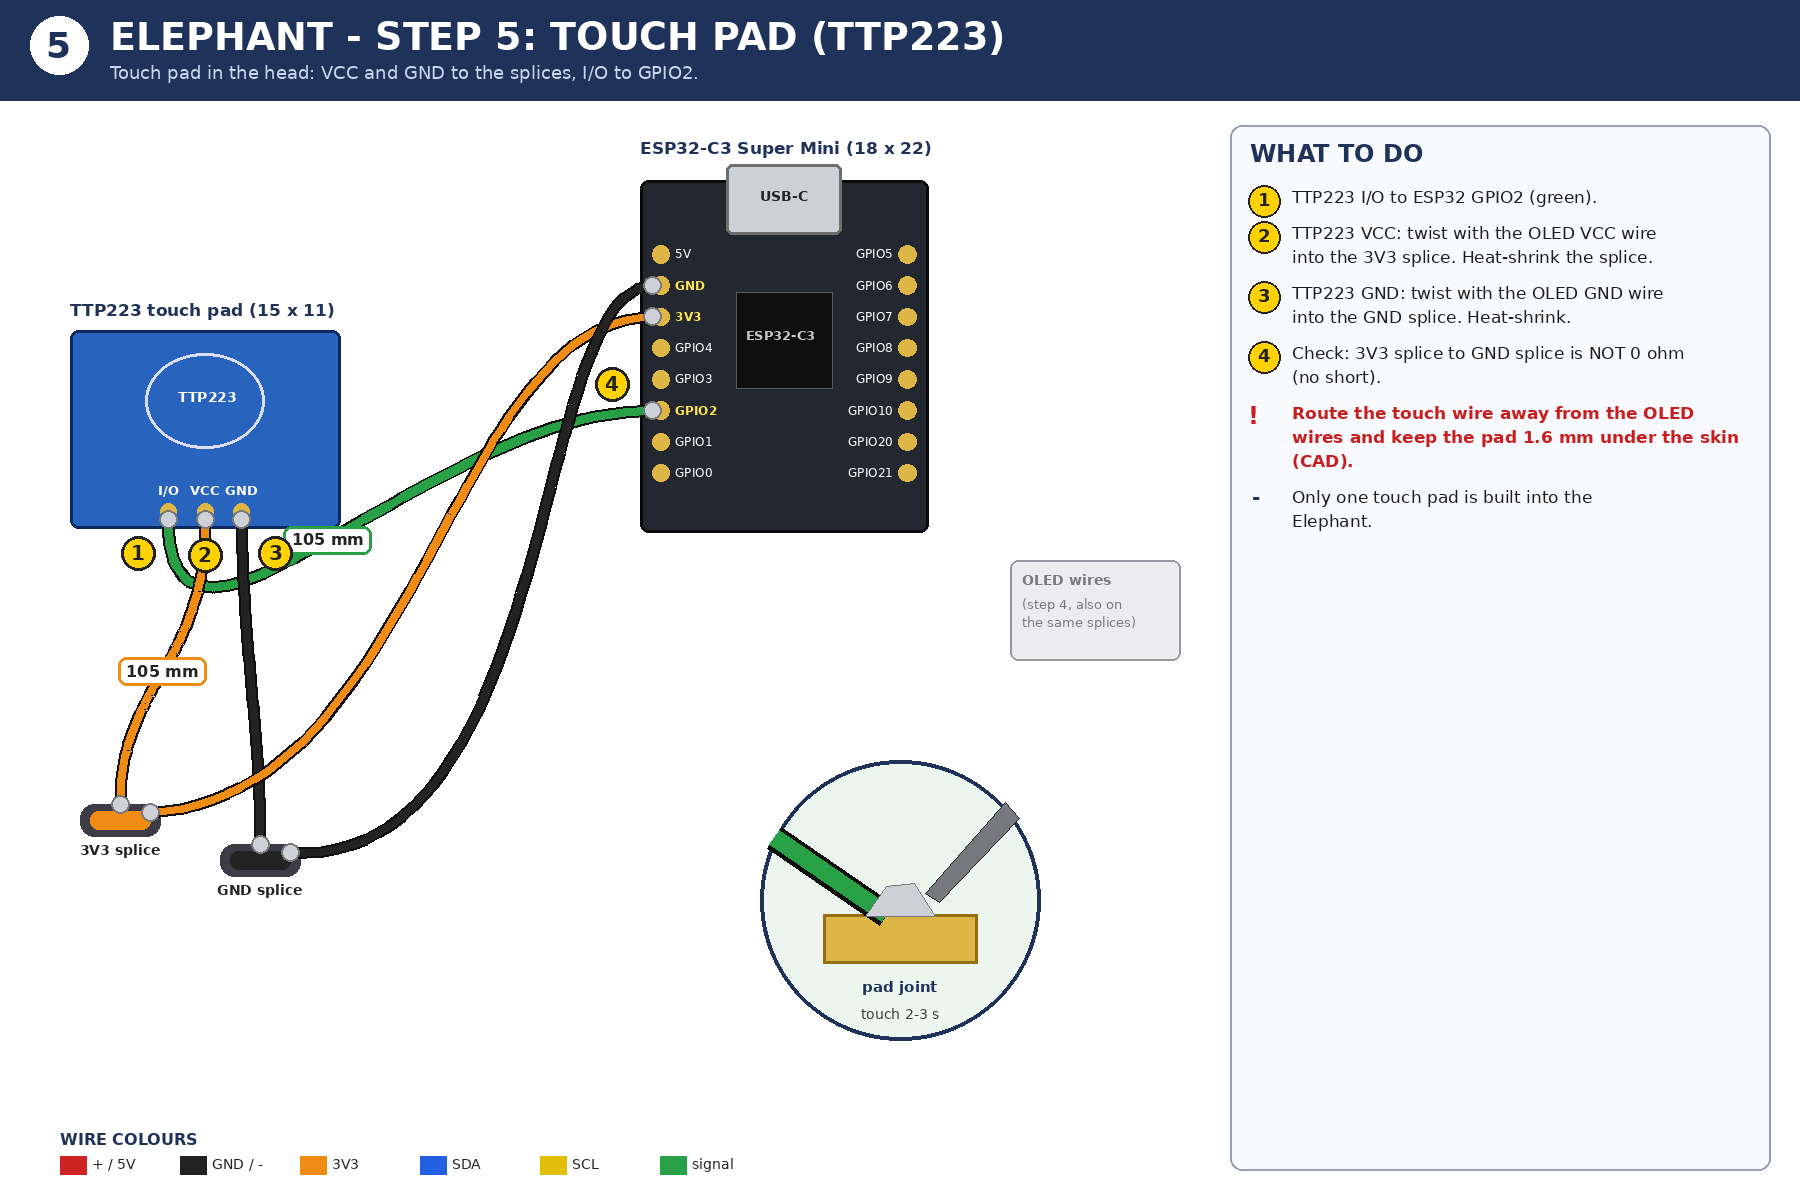 5
ELEPHANT - STEP 5: TOUCH PAD (TTP223)
Touch pad in the head: VCC and GND to the splices, I/O to GPIO2.
ESP32-C3 Super Mini (18 x 22)
USB-C
5V
GND
3V3
GPIO4
GPIO3
GPIO2
GPIO1
GPIO0
GPIO5
GPIO6
GPIO7
GPIO8
GPIO9
GPIO10
GPIO20
GPIO21
ESP32-C3
4
TTP223 touch pad (15 x 11)
TTP223
I/O VCC GND
1
2
3
105 mm
105 mm
3V3 splice
GND splice
OLED wires
(step 4, also on
the same splices)
pad joint
touch 2-3 s
WHAT TO DO
1 TTP223 I/O to ESP32 GPIO2 (green).
2 TTP223 VCC: twist with the OLED VCC wire
into the 3V3 splice. Heat-shrink the splice.
3 TTP223 GND: twist with the OLED GND wire
into the GND splice. Heat-shrink.
4 Check: 3V3 splice to GND splice is NOT 0 ohm
(no short).
! Route the touch wire away from the OLED
wires and keep the pad 1.6 mm under the skin
(CAD).
- Only one touch pad is built into the
Elephant.
WIRE COLOURS
+ / 5V
GND / -
3V3
SDA
SCL
signal